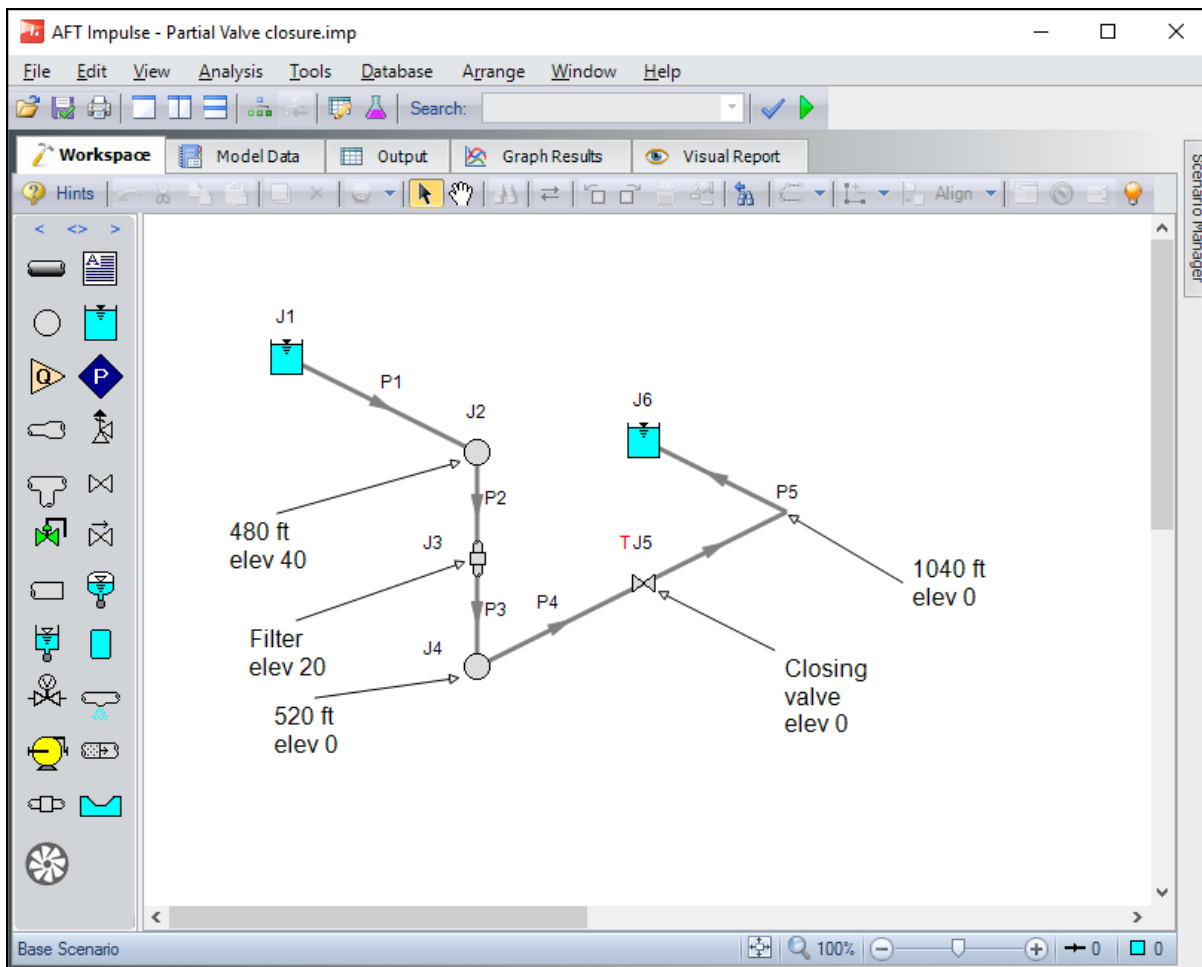 AFT Impulse - Partial Valve closure.imp
File Edit View Analysis Tools Database Arrange Window Help
Search:
Workspace Model Data Output Graph Results Visual Report
Hints Align
Scenario Manager
< <> >
A
Q
P
V
J1
P1
J2
J6
P2
P5
480 ft
elev 40
J3
T J5
1040 ft
elev 0
P3
P4
Filter
elev 20
J4
Closing
valve
elev 0
520 ft
elev 0
Base Scenario 100% 0 0